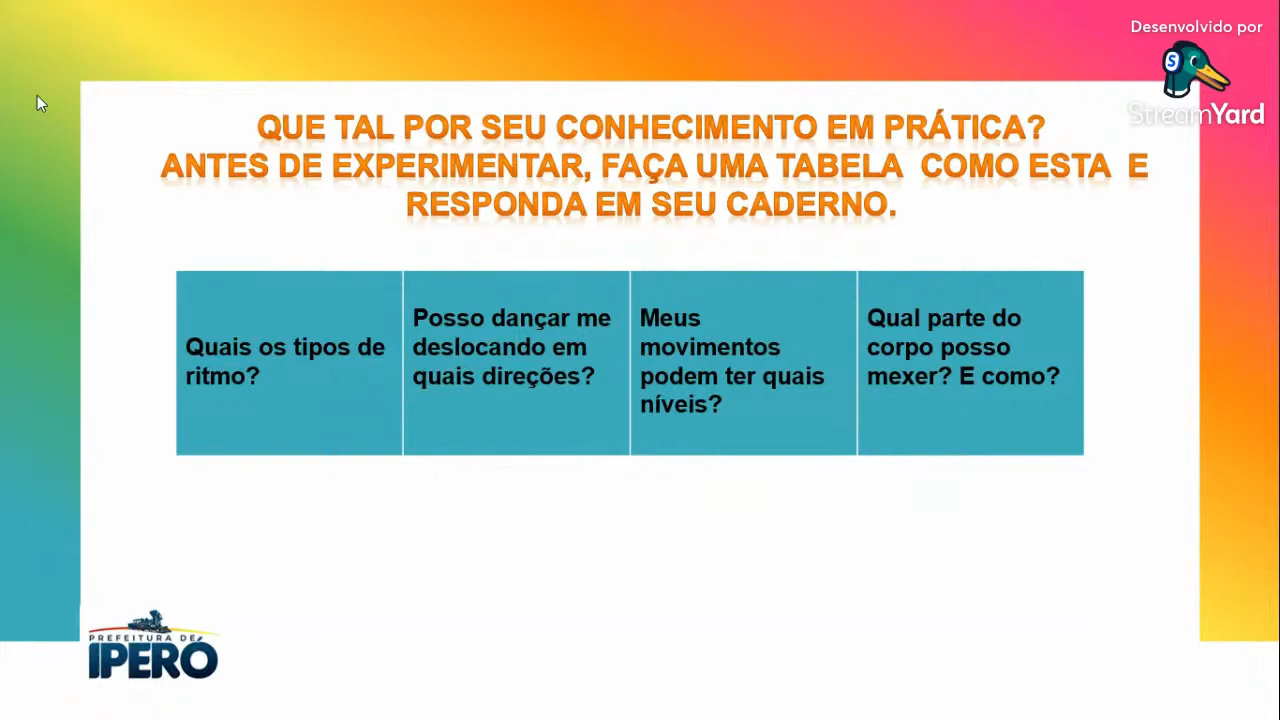 Desenvolvido por
S
StreamYard
QUE TAL POR SEU CONHECIMENTO EM PRÁTICA?
ANTES DE EXPERIMENTAR, FAÇA UMA TABELA COMO ESTA E
RESPONDA EM SEU CADERNO.
Quais os tipos de
ritmo?
Posso dançar me
deslocando em
quais direções?
Meus
movimentos
podem ter quais
níveis?
Qual parte do
corpo posso
mexer? E como?
PREFEITURA DE
IPERÓ